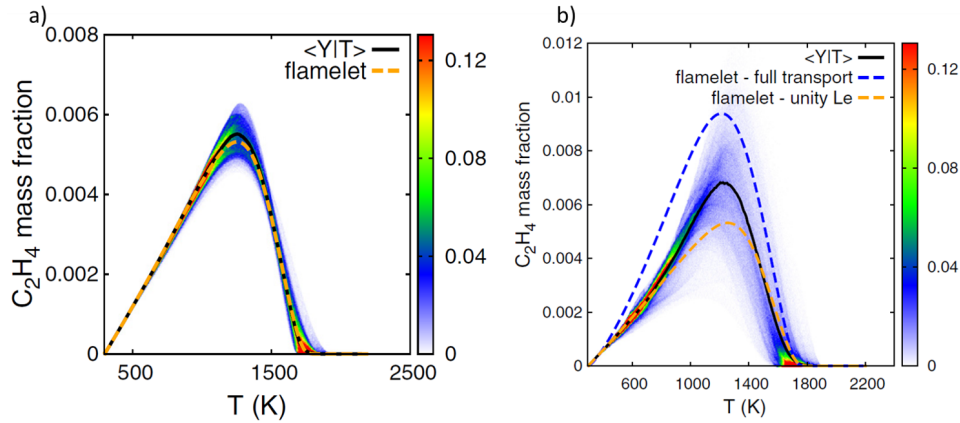 a)
0.008
0.006
0.004
0.002
0
500
1500
2500
T (K)
C2H4 mass fraction
<Y|T>
flamelet
0.12
0.08
0.04
0
b)
0.012
0.01
0.008
0.006
0.004
0.002
0
600
1000
1400
1800
2200
T (K)
C2H4 mass fraction
<Y|T>
flamelet - full transport
flamelet - unity Le
0.12
0.08
0.04
0